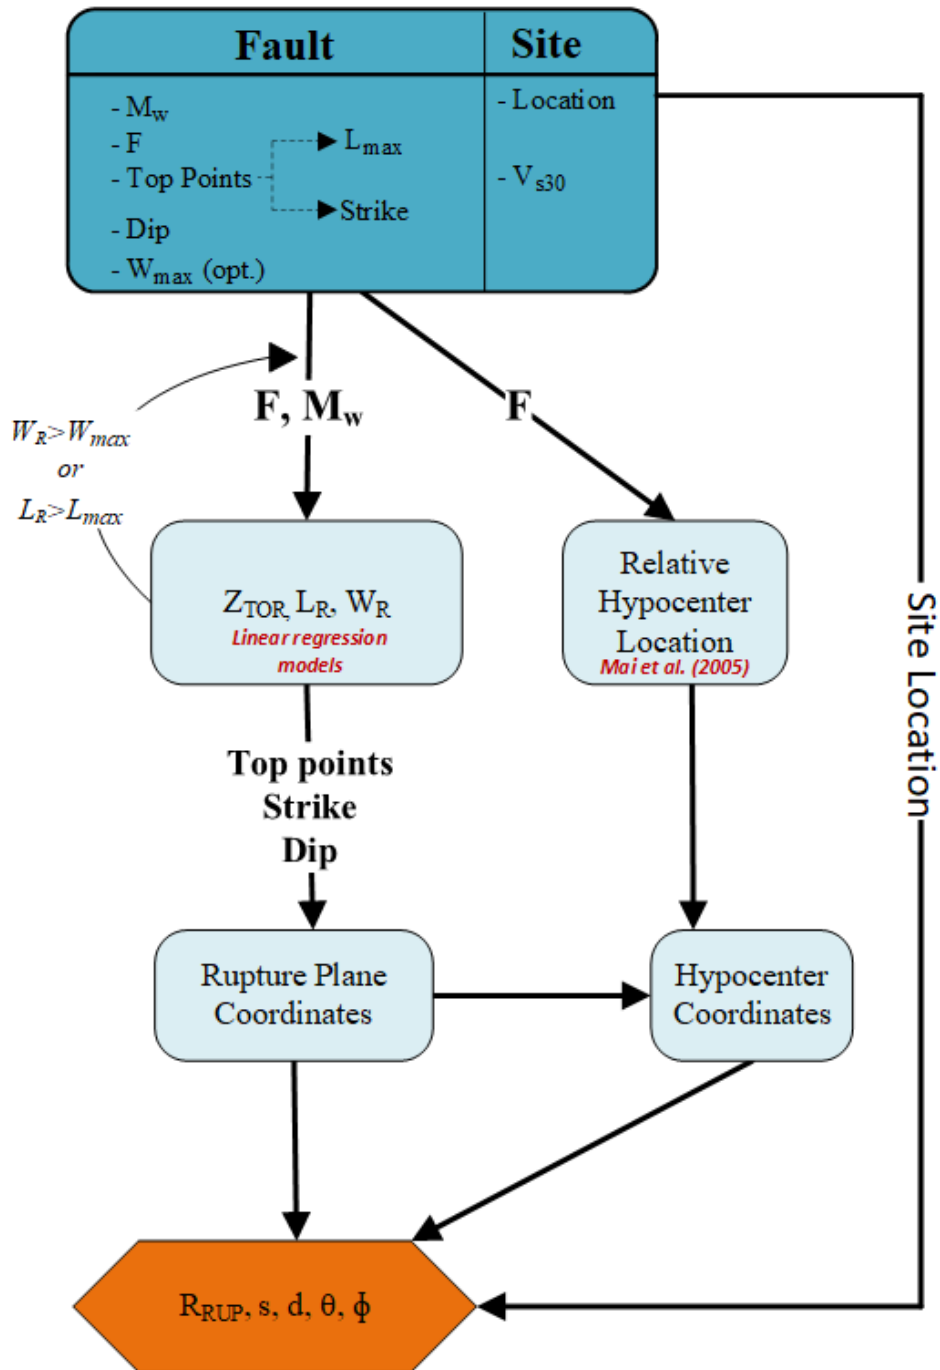 Fault
Site
- Mw
- F
- Top Points
Lmax
Strike
- Dip
- Wmax (opt.)
- Location
- Vs30
F, Mw
F
WR>Wmax
or
LR>Lmax
ZTOR, LR, WR
Linear regression
models
Relative
Hypocenter
Location
Mai et al. (2005)
Site Location
Top points
Strike
Dip
Rupture Plane
Coordinates
Hypocenter
Coordinates
RRUP, s, d, θ, ϕ